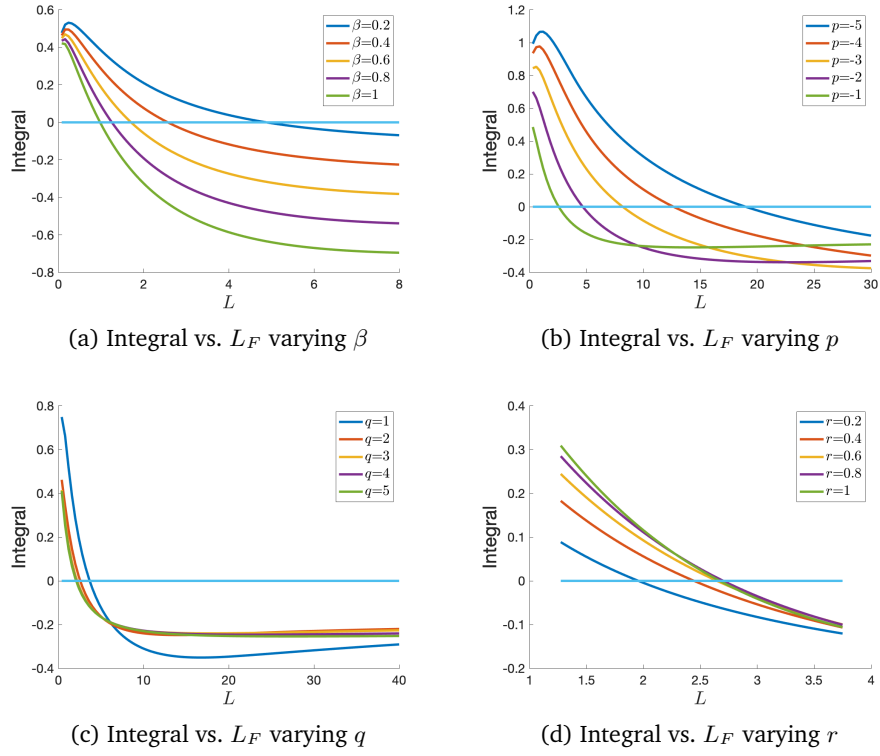 0.6
0.4
0.2
0
-0.2
-0.4
-0.6
-0.8
Integral
0 2 4 6 8
L
β=0.2
β=0.4
β=0.6
β=0.8
β=1
(a) Integral vs. L_F varying β
1.2
1
0.8
0.6
0.4
0.2
0
-0.2
-0.4
Integral
0 5 10 15 20 25 30
L
p=-5
p=-4
p=-3
p=-2
p=-1
(b) Integral vs. L_F varying p
0.8
0.6
0.4
0.2
0
-0.2
-0.4
Integral
0 10 20 30 40
L
q=1
q=2
q=3
q=4
q=5
(c) Integral vs. L_F varying q
0.4
0.3
0.2
0.1
0
-0.1
-0.2
Integral
1 1.5 2 2.5 3 3.5 4
L
r=0.2
r=0.4
r=0.6
r=0.8
r=1
(d) Integral vs. L_F varying r